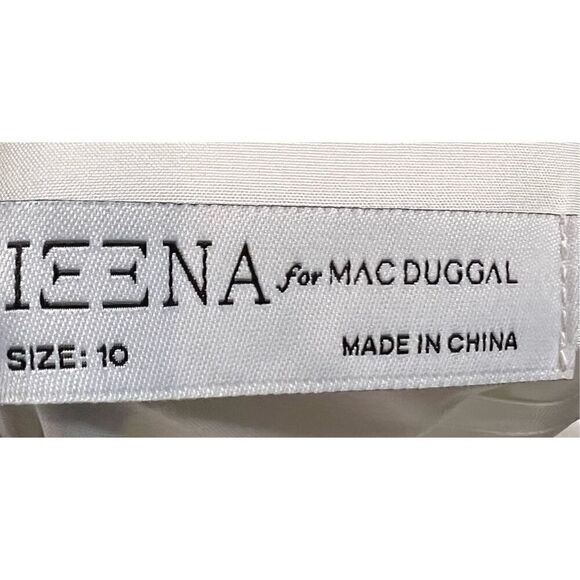 IEENA for MAC DUGGAL
SIZE: 10 MADE IN CHINA